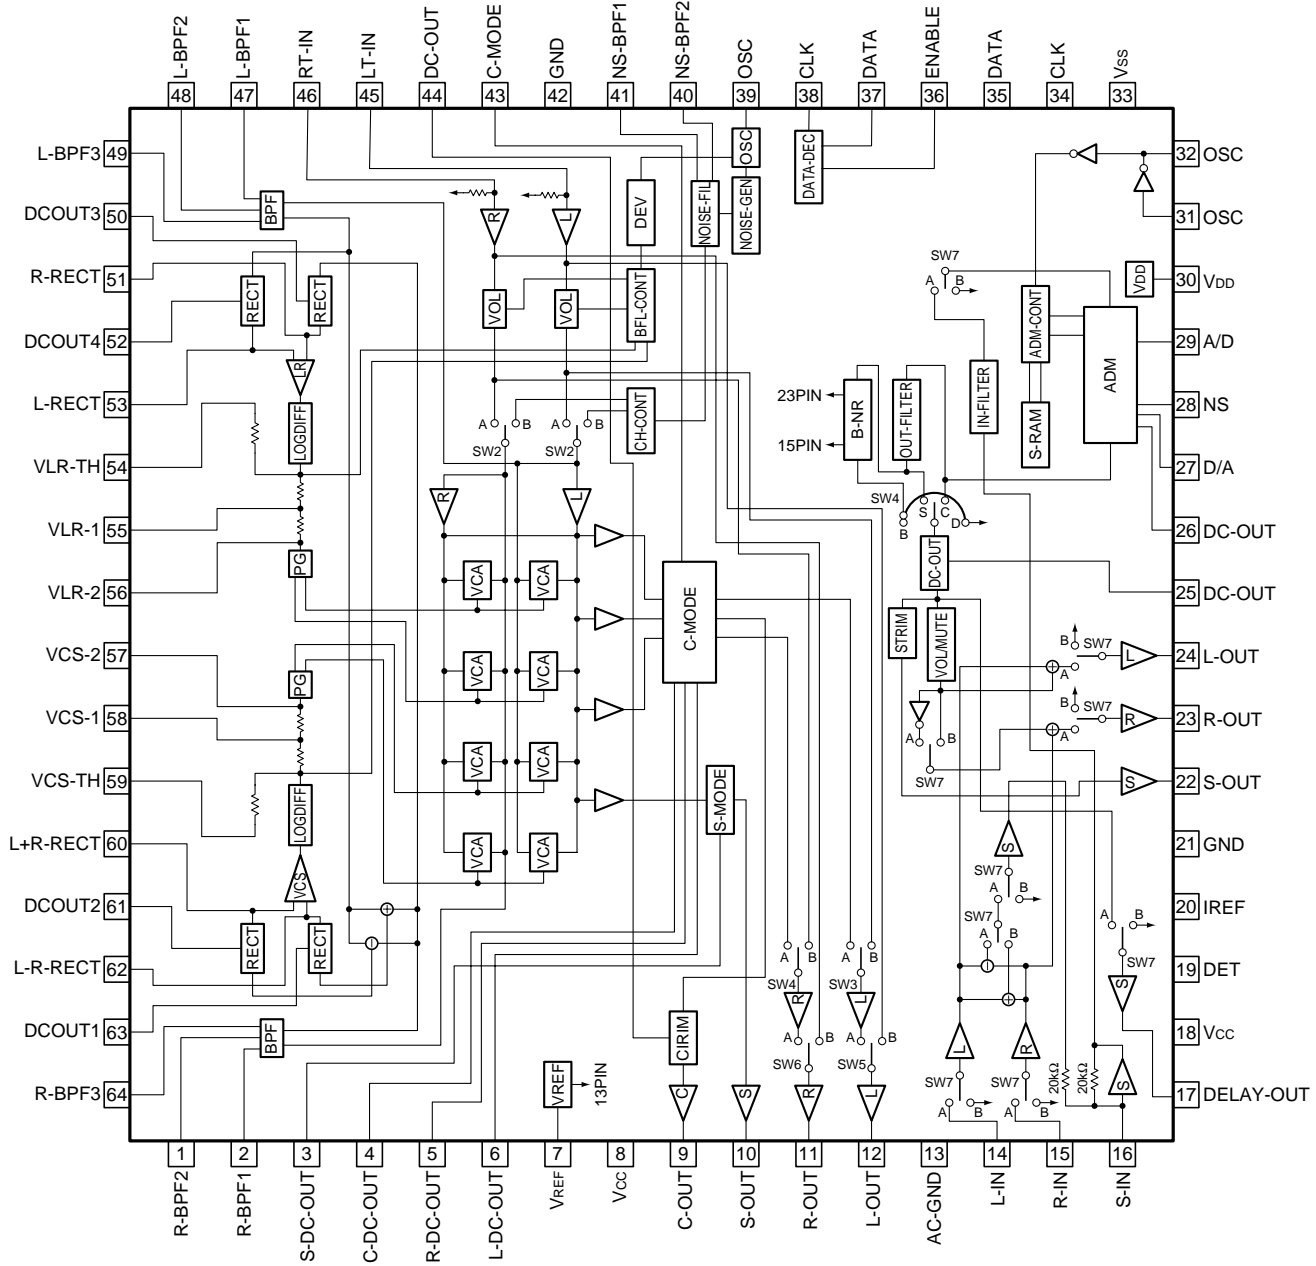 L-BPF2
L-BPF1
RT-IN
LT-IN
DC-OUT
C-MODE
GND
NS-BPF1
NS-BPF2
OSC
CLK
DATA
ENABLE
DATA
CLK
Vss
48
47
46
45
44
43
42
41
40
39
38
37
36
35
34
33
L-BPF3 49
DCOUT3 50
R-RECT 51
DCOUT4 52
L-RECT 53
VLR-TH 54
VLR-1 55
VLR-2 56
VCS-2 57
VCS-1 58
VCS-TH 59
L+R-RECT 60
DCOUT2 61
L-R-RECT 62
DCOUT1 63
R-BPF3 64
32 OSC
31 OSC
30 VDD
29 A/D
28 NS
27 D/A
26 DC-OUT
25 DC-OUT
24 L-OUT
23 R-OUT
22 S-OUT
21 GND
20 IREF
19 DET
18 VCC
17 DELAY-OUT
BPF
RECT
RECT
LR
LOGDIFF
PG
PG
LOGDIFF
VCS
RECT
RECT
BPF
+
−
R
L
VOL
VOL
DEV
BFL-CONT
NOISE-FIL
OSC
NOISE-GEN
DATA-DEC
CH-CONT
A
B
SW2
A
B
SW2
R
L
VCA
VCA
VCA
VCA
VCA
VCA
VCA
VCA
C-MODE
S-MODE
CIRIM
VREF
13PIN
C
S
A
B
SW4
R
A
B
SW6
R
A
B
SW3
L
A
B
SW5
L
23PIN
15PIN
B-NR
OUT-FILTER
IN-FILTER
SW7
A
B
ADM-CONT
S-RAM
ADM
VDD
SW4
B
S
C
D
DC-OUT
STRIM
VOL/MUTE
A
B
SW7
+
B
A
SW7
L
+
B
A
SW7
R
S
S
SW7
A
B
SW7
A
B
−
+
A
B
SW7
S
L
R
SW7
A
B
SW7
A
B
20kΩ
20kΩ
S
1
2
3
4
5
6
7
8
9
10
11
12
13
14
15
16
R-BPF2
R-BPF1
S-DC-OUT
C-DC-OUT
R-DC-OUT
L-DC-OUT
VREF
VCC
C-OUT
S-OUT
R-OUT
L-OUT
AC-GND
L-IN
R-IN
S-IN